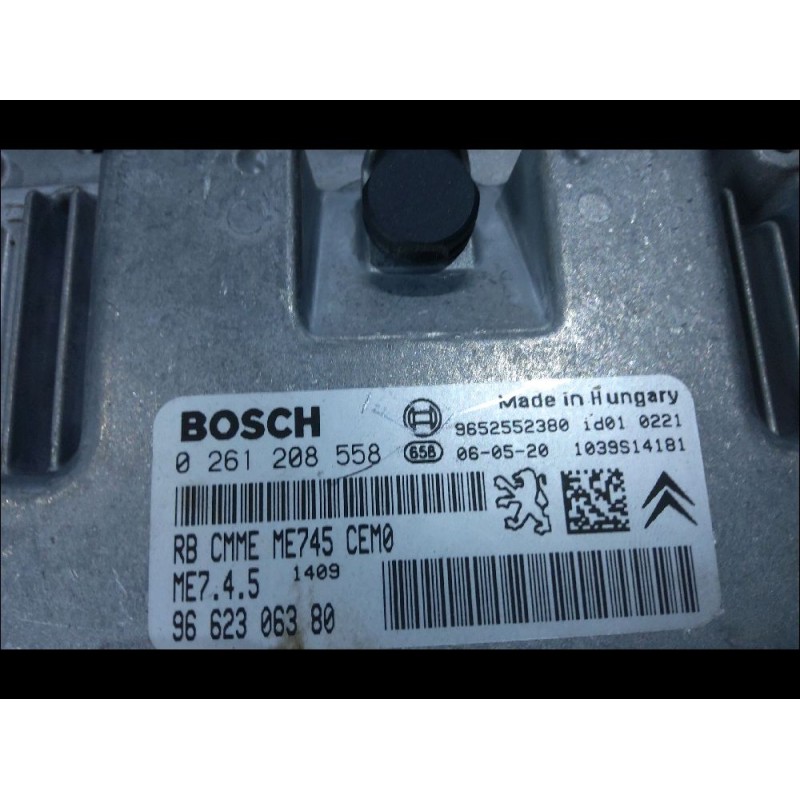 Made in Hungary
BOSCH 9652552380 id01 0221
0 261 208 558 658 06-05-20 1039S14181
RB CMME ME745 CEM0
ME7.4.5 1409
96 623 063 80